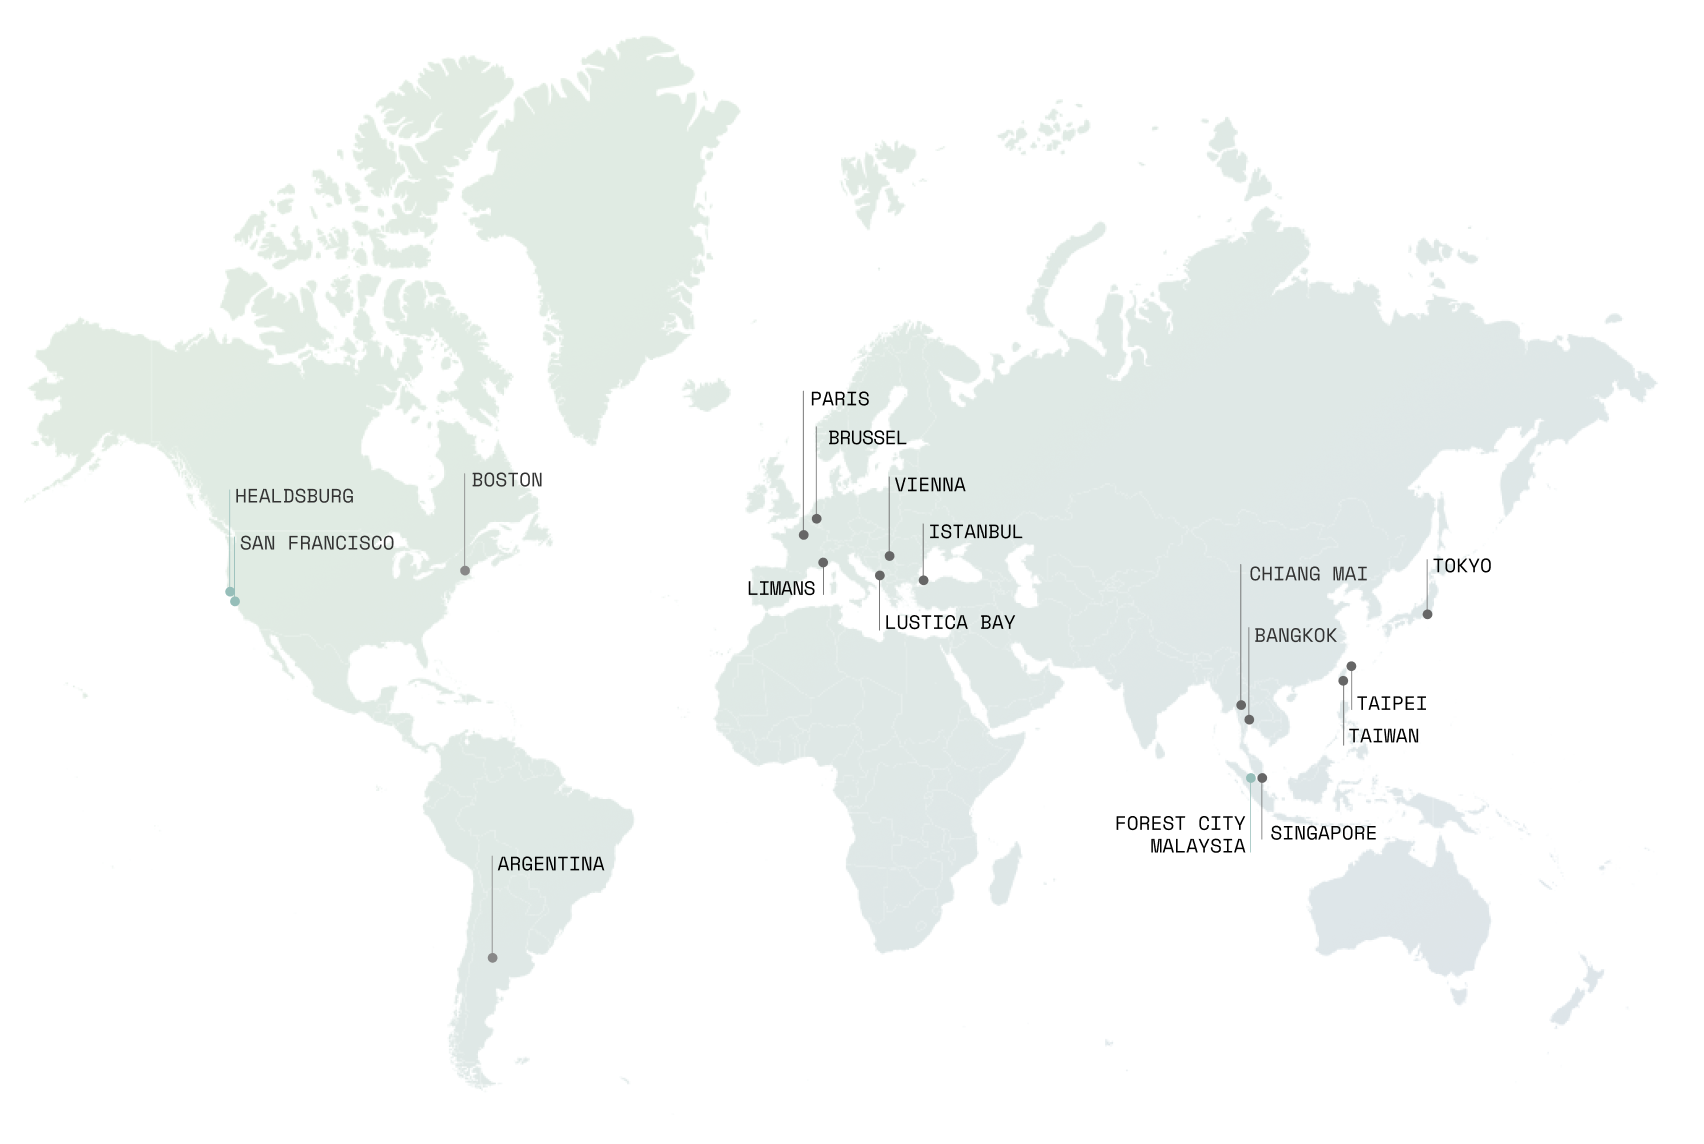 PARIS
BRUSSEL
BOSTON
VIENNA
HEALDSBURG
ISTANBUL
SAN FRANCISCO
TOKYO
CHIANG MAI
LIMANS
LUSTICA BAY
BANGKOK
TAIPEI
TAIWAN
FOREST CITY
MALAYSIA
SINGAPORE
ARGENTINA